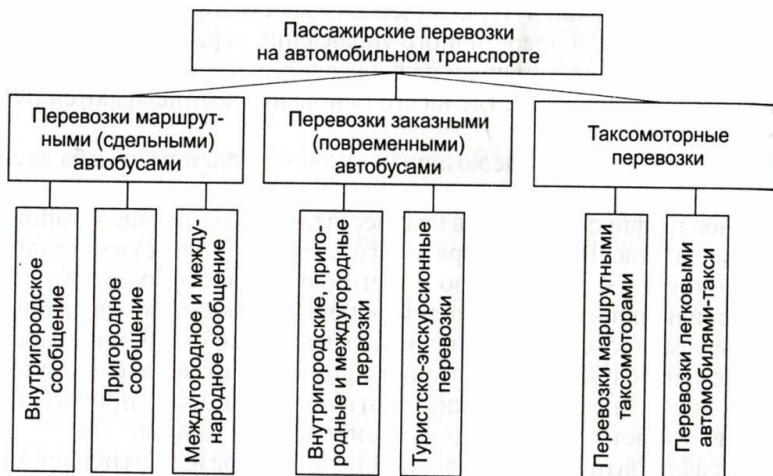 Пассажирские перевозки
на автомобильном транспорте
Перевозки маршрут-
ными (сдельными)
автобусами
Перевозки заказными
(повременными)
автобусами
Таксомоторные
перевозки
Внутригородское
сообщение
Пригородное
сообщение
Междугородное и между-
народное сообщение
Внутригородские, приго-
родные и междугородные
первозки
Туристско-экскурсионные
перевозки
Перевозки маршрутными
таксомоторами
Перевозки легковыми
автомобилями-такси